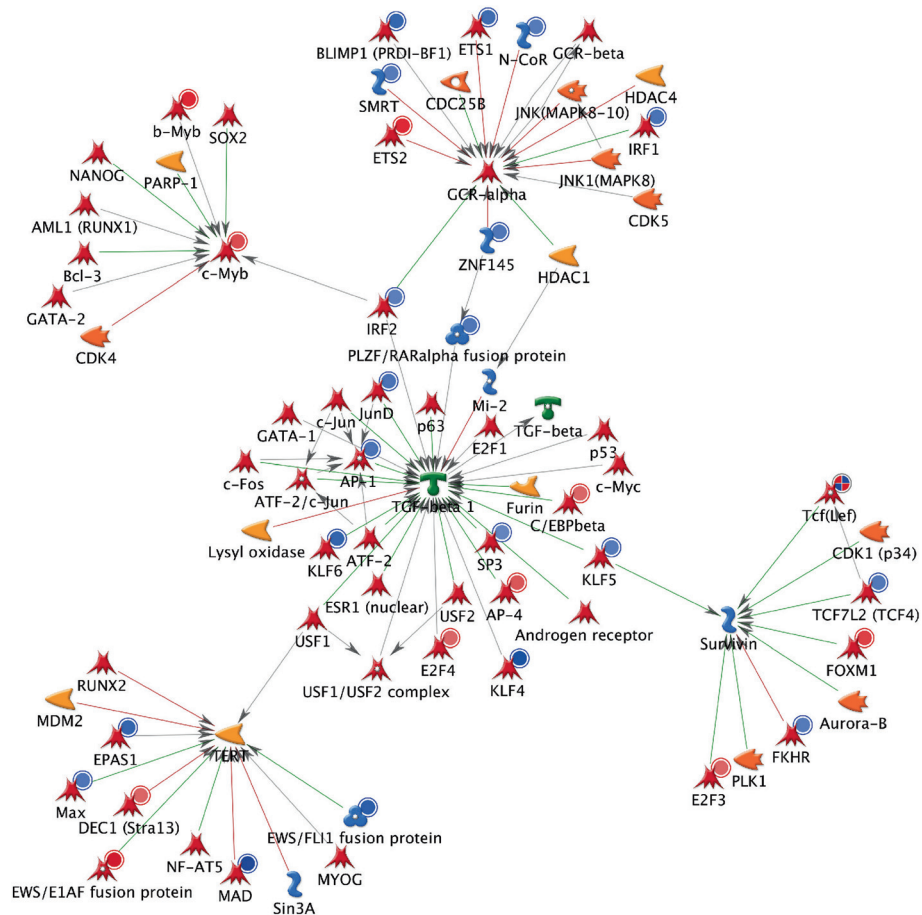 ETS1
BLIMP1 (PRDI-BF1)
N-CoR
GCR-beta
SMRT
CDC25B
JNK(MAPK8-10)
HDAC4
b-Myb
SOX2
ETS2
IRF1
NANOG
PARP-1
GCR-alpha
JNK1(MAPK8)
CDK5
AML1 (RUNX1)
Bcl-3
c-Myb
ZNF145
HDAC1
GATA-2
IRF2
CDK4
PLZF/RARalpha fusion protein
Mi-2
c-Jun
JunD
p63
TGF-beta
GATA-1
E2F1
p53
c-Fos
AP-1
c-Myc
ATF-2/c-Jun
TGF-beta 1
Furin
C/EBPbeta
Tcf(Lef)
Lysyl oxidase
KLF6
ATF-2
SP3
KLF5
CDK1 (p34)
ESR1 (nuclear)
USF2
AP-4
Androgen receptor
TCF7L2 (TCF4)
USF1
Survivin
E2F4
KLF4
FOXM1
USF1/USF2 complex
RUNX2
MDM2
Aurora-B
EPAS1
TERT
FKHR
PLK1
E2F3
Max
DEC1 (Stra13)
EWS/FLI1 fusion protein
NF-AT5
MYOG
EWS/E1AF fusion protein
MAD
Sin3A